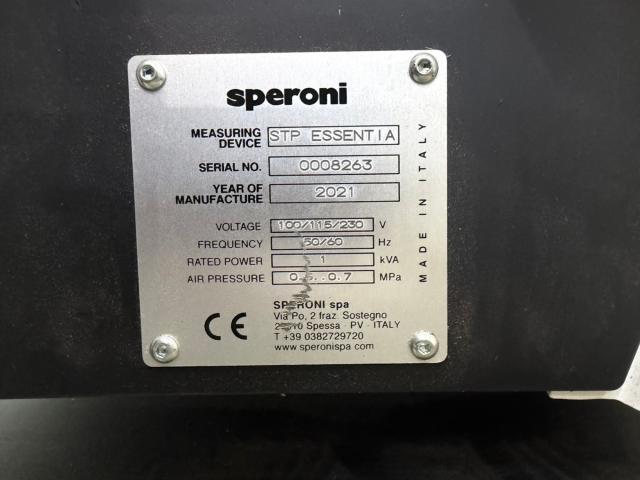 speroni
MEASURING DEVICE STP ESSENTIA
SERIAL NO. 0008263
YEAR OF MANUFACTURE 2021
VOLTAGE 100/115/230 V
FREQUENCY 50/60 Hz
RATED POWER 1 kVA
AIR PRESSURE MPa
MADE IN ITALY
CE
SPERONI spa
Via Po, 2 fraz. Sostegno
Spessa - PV - ITALY
T +39 0382729720
www.speronispa.com